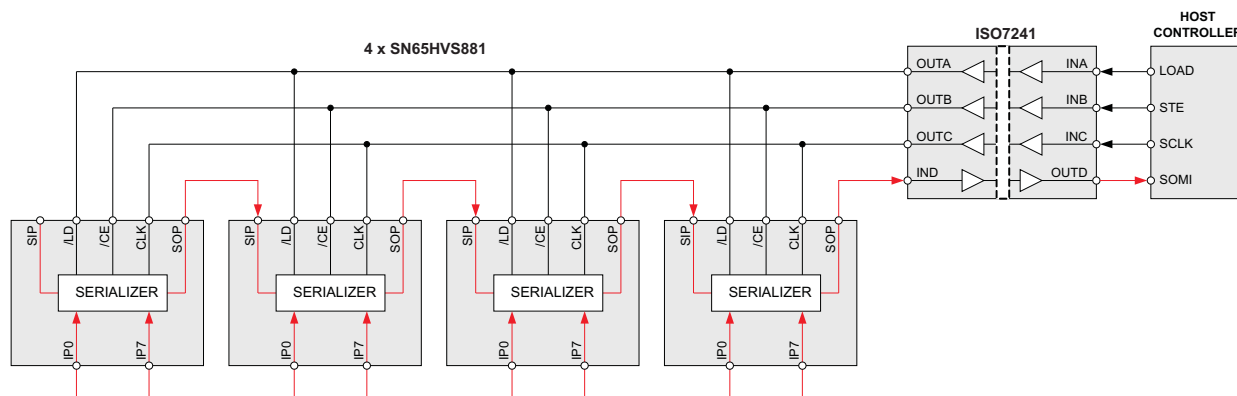 HOST
CONTROLLER
ISO7241
4 x SN65HVS881
OUTA
INA
LOAD
OUTB
INB
STE
OUTC
INC
SCLK
IND
OUTD
SOMI
SIP
/LD
/CE
CLK
SOP
SIP
/LD
/CE
CLK
SOP
SIP
/LD
/CE
CLK
SOP
SIP
/LD
/CE
CLK
SOP
SERIALIZER
SERIALIZER
SERIALIZER
SERIALIZER
IP0
IP7
IP0
IP7
IP0
IP7
IP0
IP7